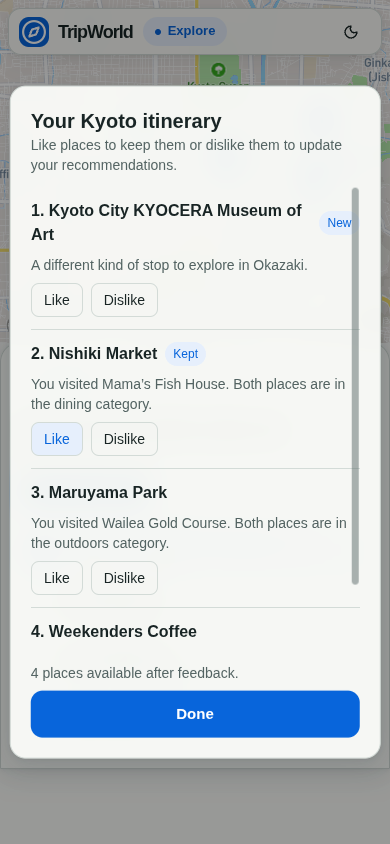 TripWorld
Explore
Ginka
(Jish
Your Kyoto itinerary
Like places to keep them or dislike them to update
your recommendations.
1. Kyoto City KYOCERA Museum of
Art
New
A different kind of stop to explore in Okazaki.
Like Dislike
2. Nishiki Market Kept
You visited Mama's Fish House. Both places are in
the dining category.
Like Dislike
3. Maruyama Park
You visited Wailea Gold Course. Both places are in
the outdoors category.
Like Dislike
4. Weekenders Coffee
4 places available after feedback.
Done